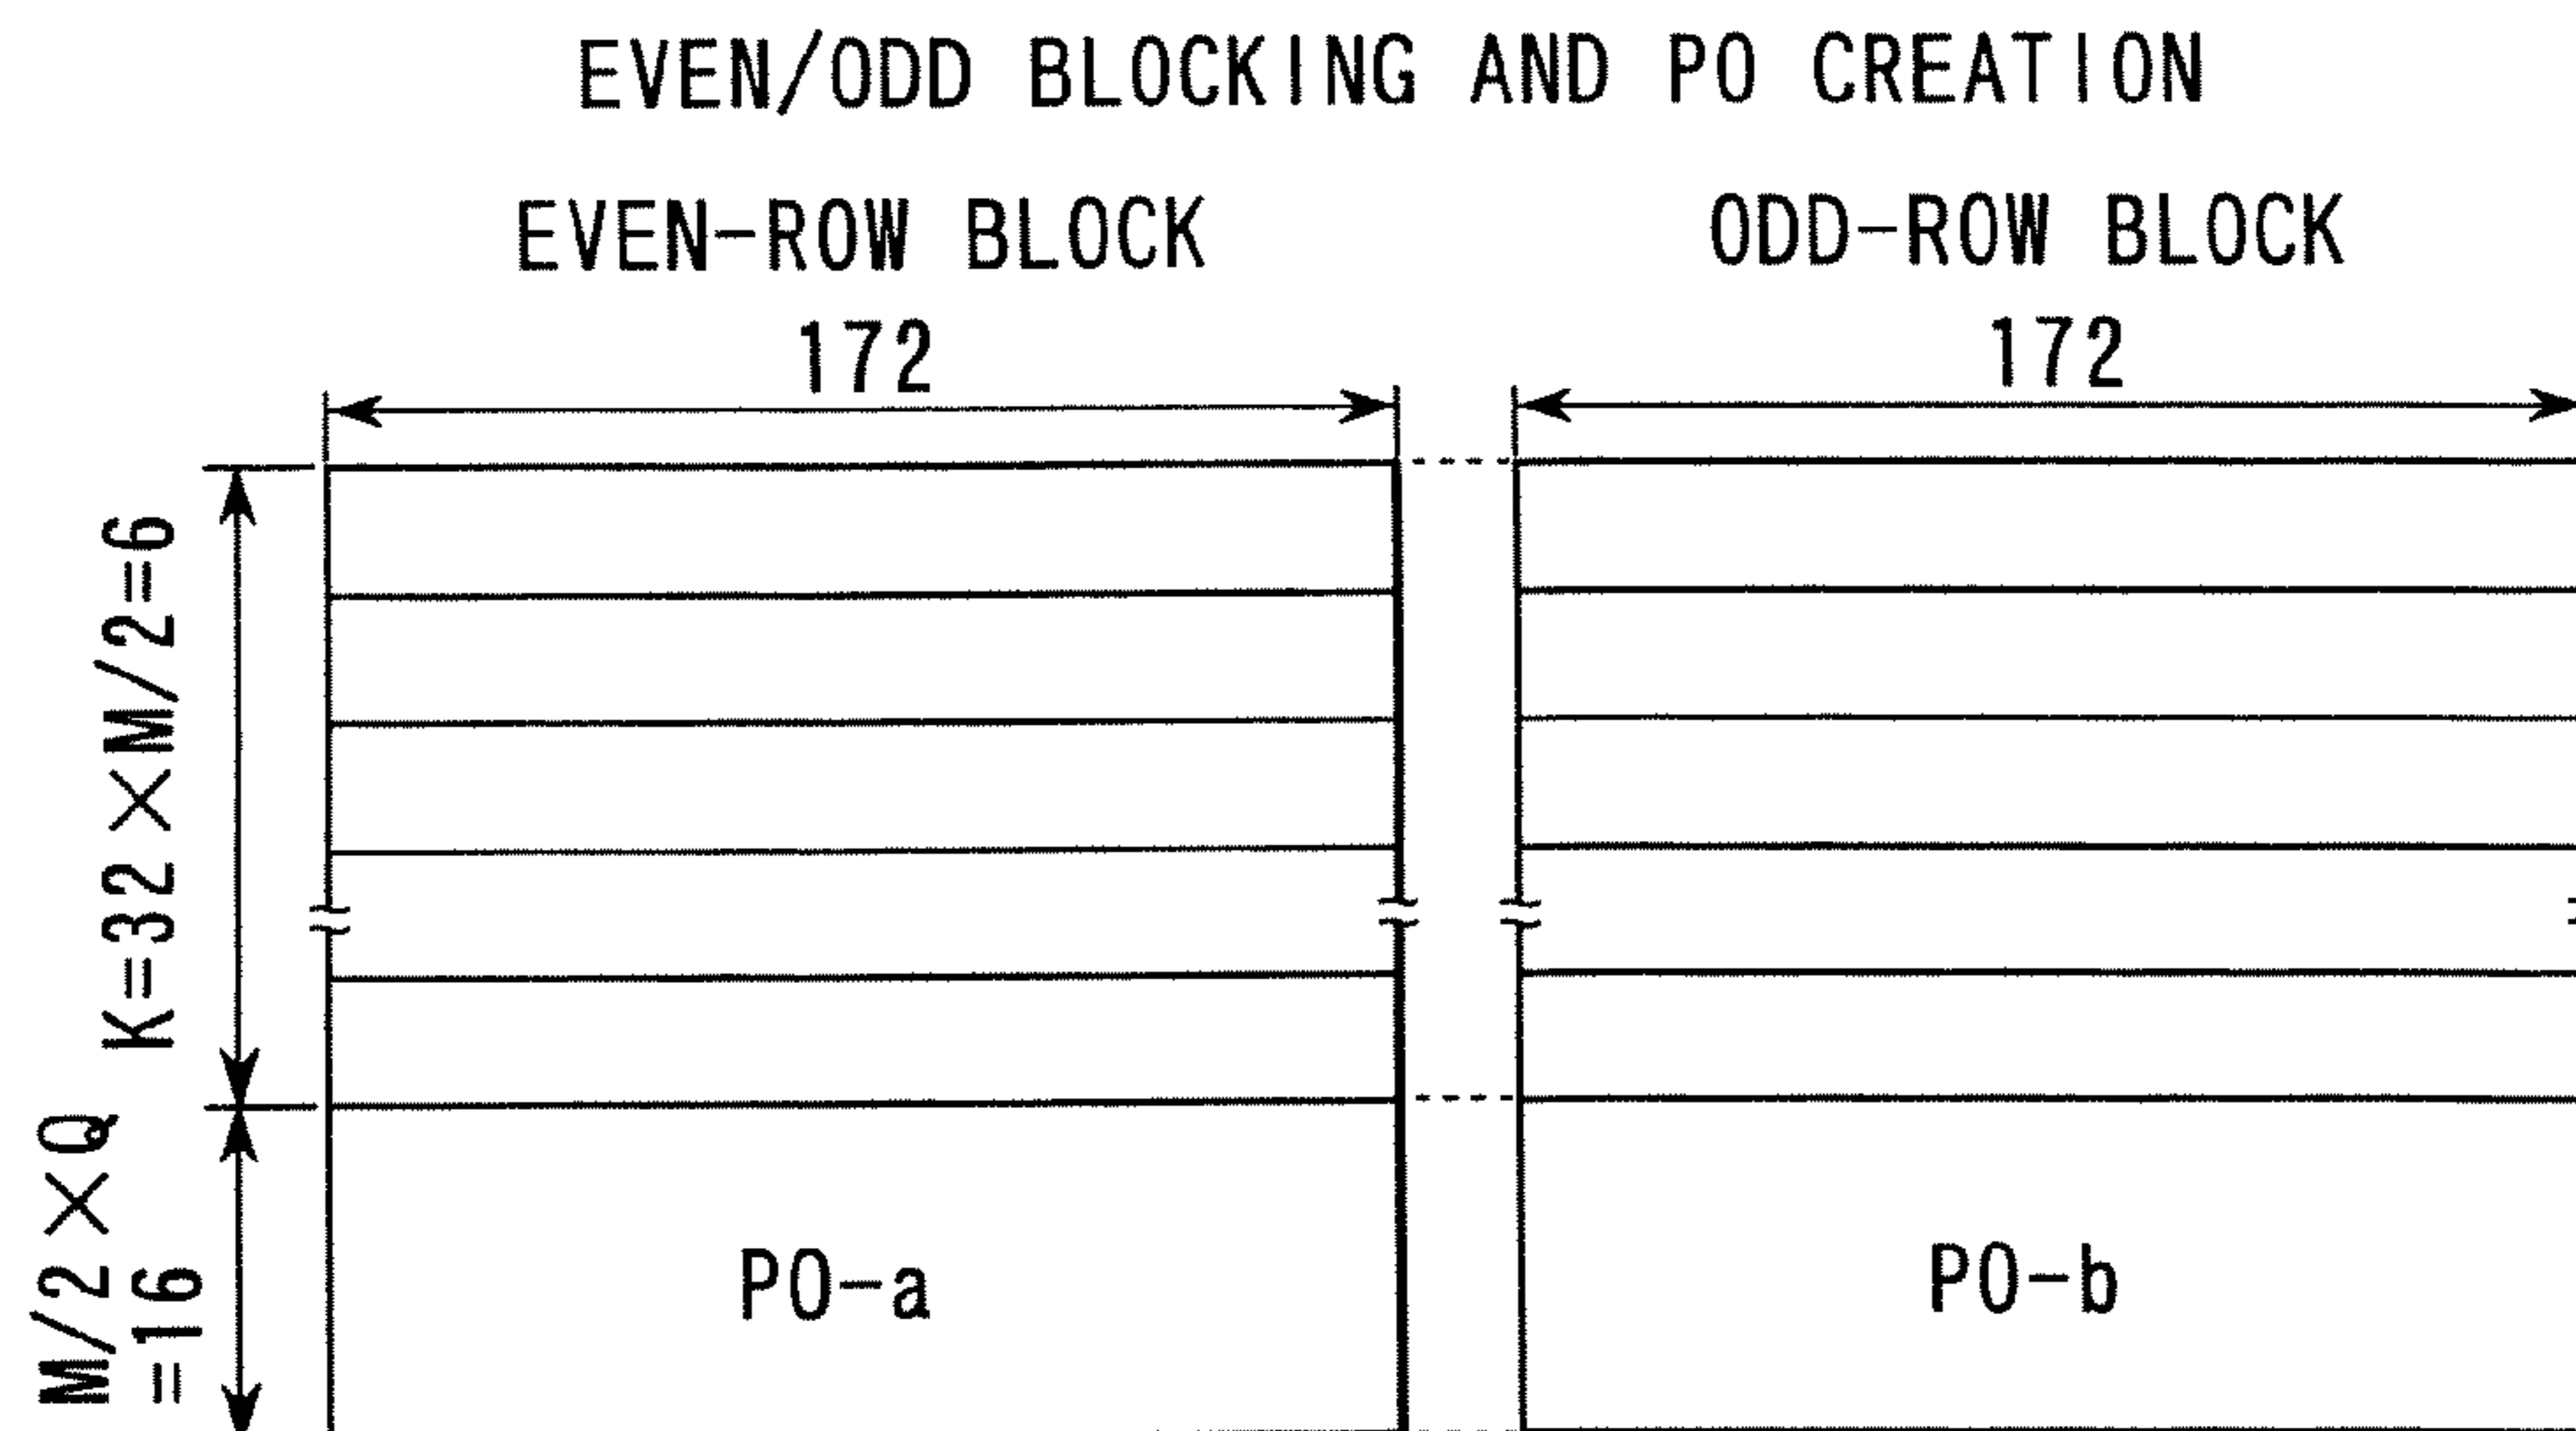 EVEN/ODD BLOCKING AND PO CREATION
EVEN-ROW BLOCK
ODD-ROW BLOCK
172
172
K=32×M/2=6
M/2×Q
=16
PO-a
PO-b